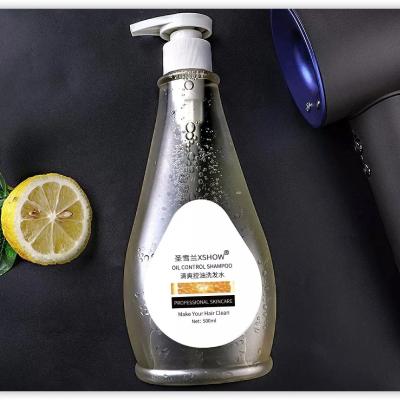 圣雪兰XSHOW®
OIL CONTROL SHAMPOO
清爽控油洗发水
PROFESSIONAL SKINCARE
Make Your Hair Clean
Net: 500ml